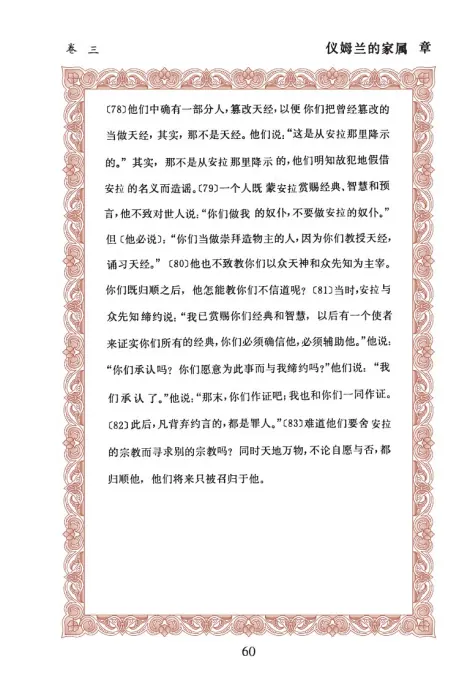 卷 三
仪姆兰的家属 章
〔78〕他们中确有一部分人，篡改天经，以便 你们把曾经篡改的
当做天经，其实，那不是天经。他们说：“这是从安拉那里降示
的。”其实，那不是从安拉那里降示的，他们明知故犯地假借
安拉的名义而造谣。〔79〕一个人既 蒙安拉赏赐经典、智慧和预
言，他不致对世人说：“你们做我 的奴仆，不要做安拉的奴仆。”
但〔他必说〕：“你们当做崇拜造物主的人，因为你们教授天经，
诵习天经。”〔80〕他也不致教你们以众天神和众先知为主宰。
你们既归顺之后，他怎能教你们不信道呢？〔81〕当时，安拉与
众先知缔约说：“我已赏赐你们经典和智慧，以后有一个使者
来证实你们所有的经典，你们必须确信他，必须辅助他。”他说：
“你们承认吗？你们愿意为此事而与我缔约吗？”他们说：“我
们承认了。”他说：“那末，你们作证吧；我也和你们一同作证。
〔82〕此后，凡背弃约言的，都是罪人。”〔83〕难道他们要舍 安拉
的宗教而寻求别的宗教吗？同时天地万物，不论自愿与否，都
归顺他，他们将来只被召归于他。
60